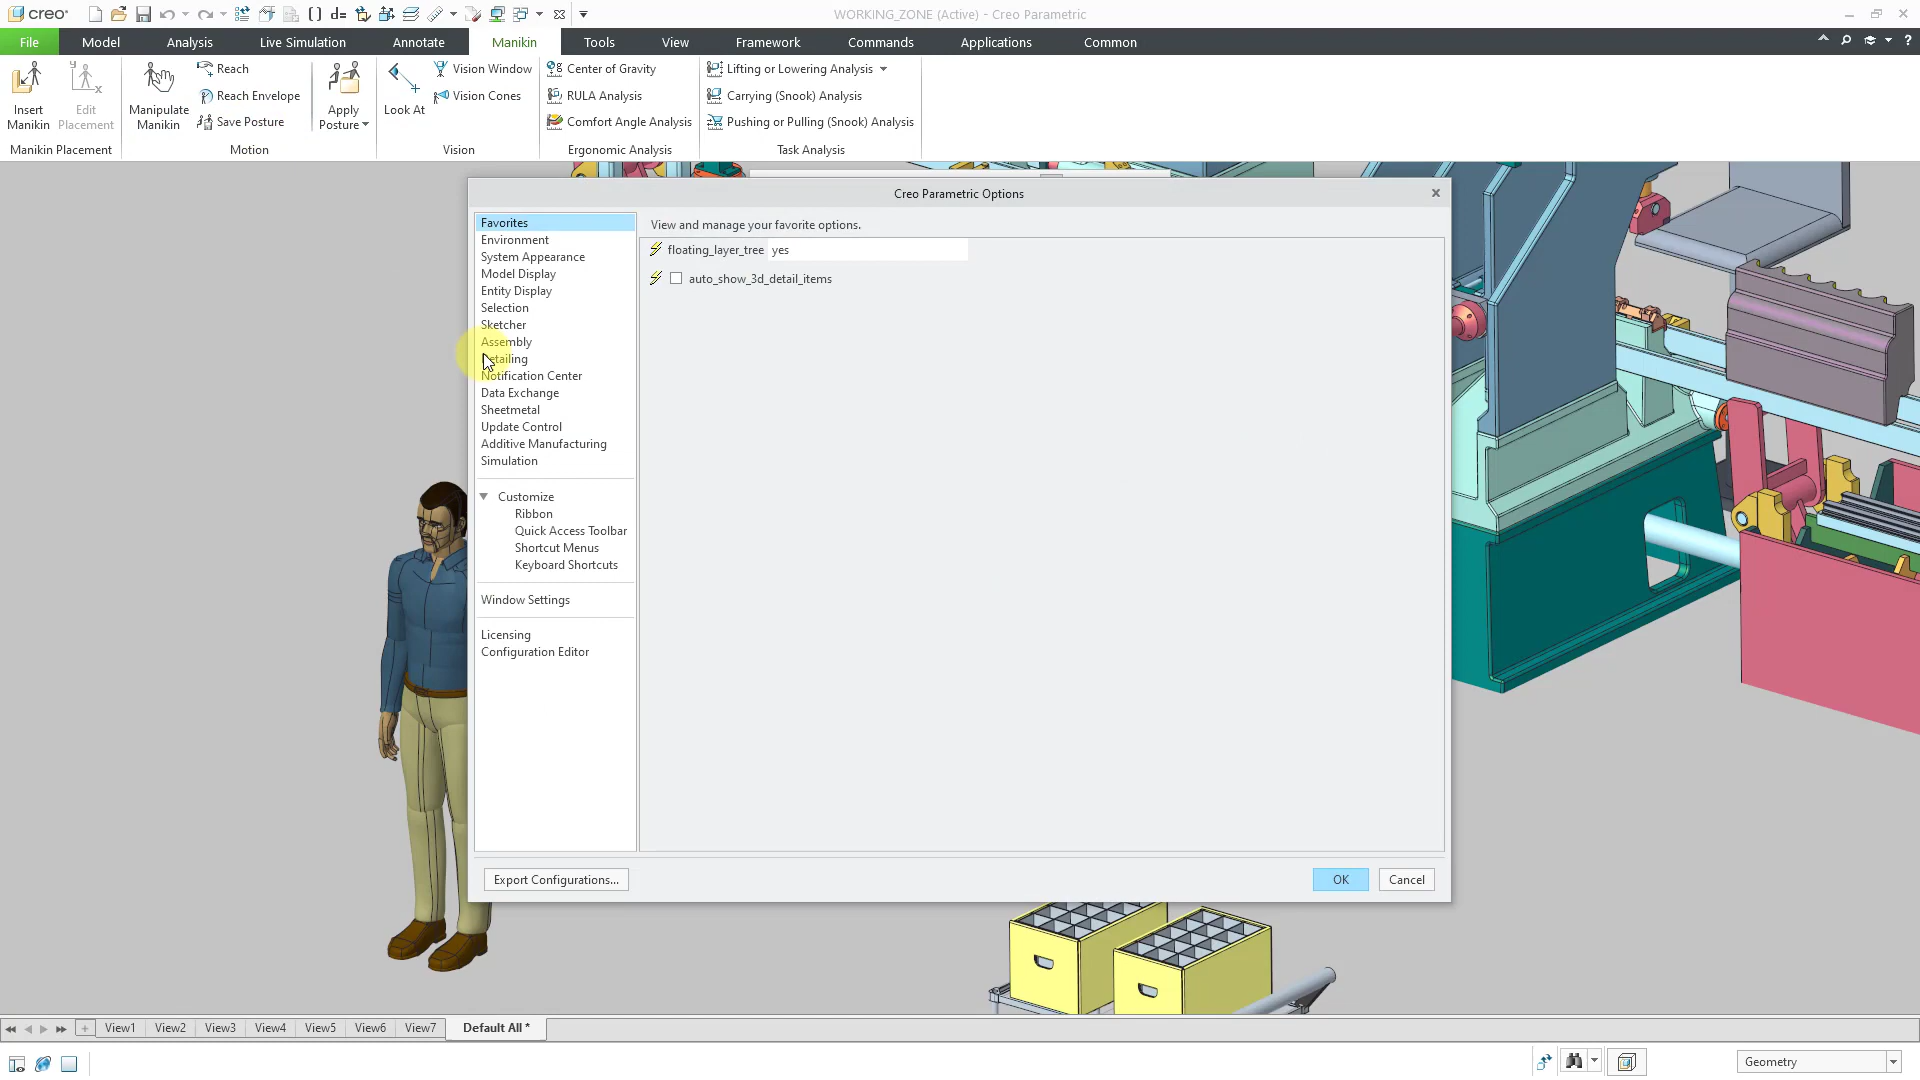 creo
WORKING_ZONE (Active) - Creo Parametric
File Model Analysis Live Simulation Annotate Manikin Tools View Framework Commands Applications Common
Insert Manikin
Edit Placement
Manikin Placement
Manipulate Manikin
Reach
Reach Envelope
Save Posture
Apply Posture
Motion
Look At
Vision Window
Vision Cones
Vision
Center of Gravity
RULA Analysis
Comfort Angle Analysis
Ergonomic Analysis
Lifting or Lowering Analysis
Carrying (Snook) Analysis
Pushing or Pulling (Snook) Analysis
Task Analysis
Creo Parametric Options
Favorites
Environment
System Appearance
Model Display
Entity Display
Selection
Sketcher
Assembly
Detailing
Notification Center
Data Exchange
Sheetmetal
Update Control
Additive Manufacturing
Simulation
Customize
Ribbon
Quick Access Toolbar
Shortcut Menus
Keyboard Shortcuts
Window Settings
Licensing
Configuration Editor
View and manage your favorite options.
floating_layer_tree yes
auto_show_3d_detail_items
Export Configurations...
OK
Cancel
View1 View2 View3 View4 View5 View6 View7 Default All *
Geometry